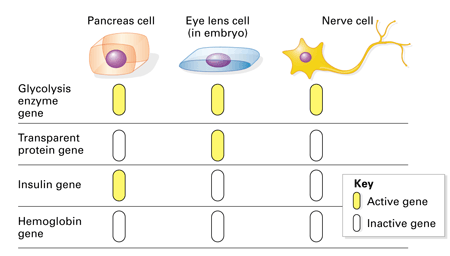 Pancreas cell
Eye lens cell
(in embryo)
Nerve cell
Glycolysis
enzyme
gene
Transparent
protein gene
Insulin gene
Hemoglobin
gene
Key
Active gene
Inactive gene